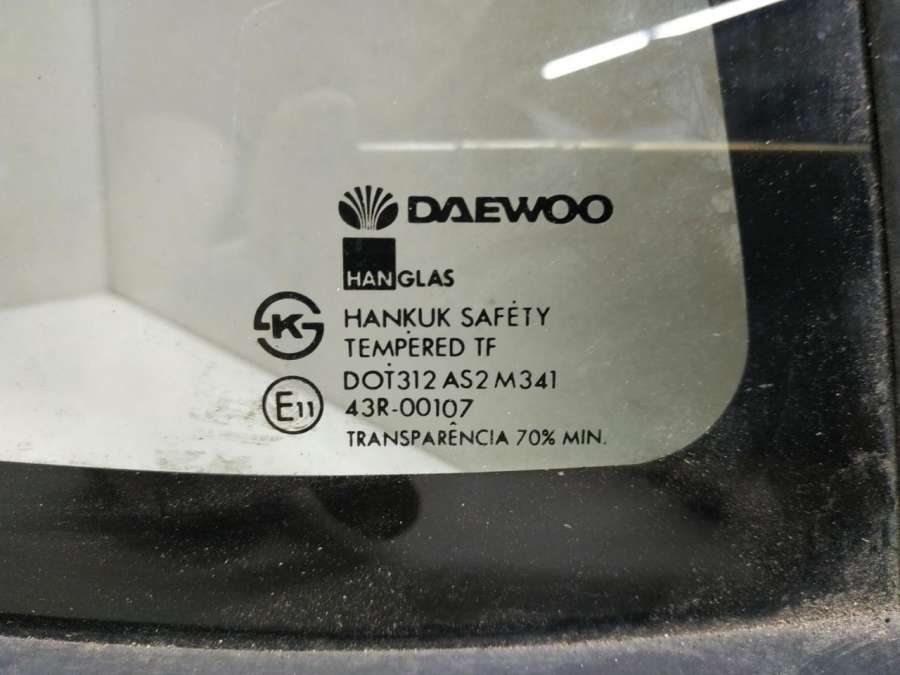 DAEWOO
HANGLAS
K
HANKUK SAFETY
TEMPERED TF
DOT312 AS2 M341
E11
43R-00107
TRANSPARÊNCIA 70% MIN.